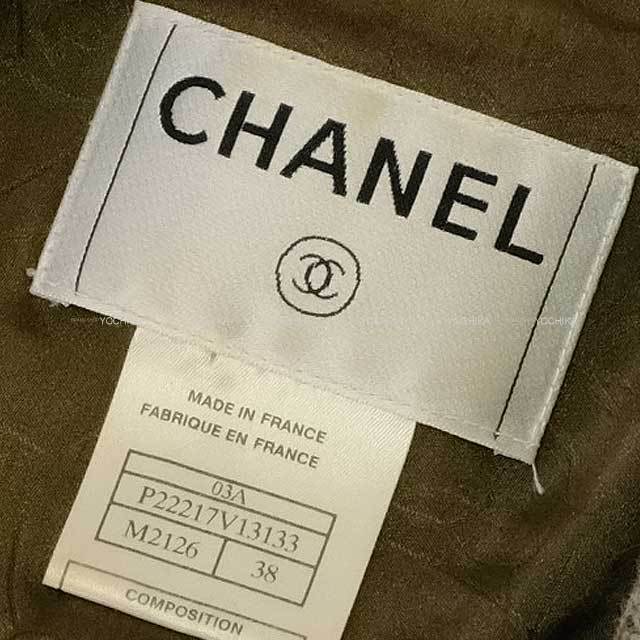 CHANEL
MADE IN FRANCE
FABRIQUE EN FRANCE
03A
P22217V13133
M2126 38
COMPOSITION